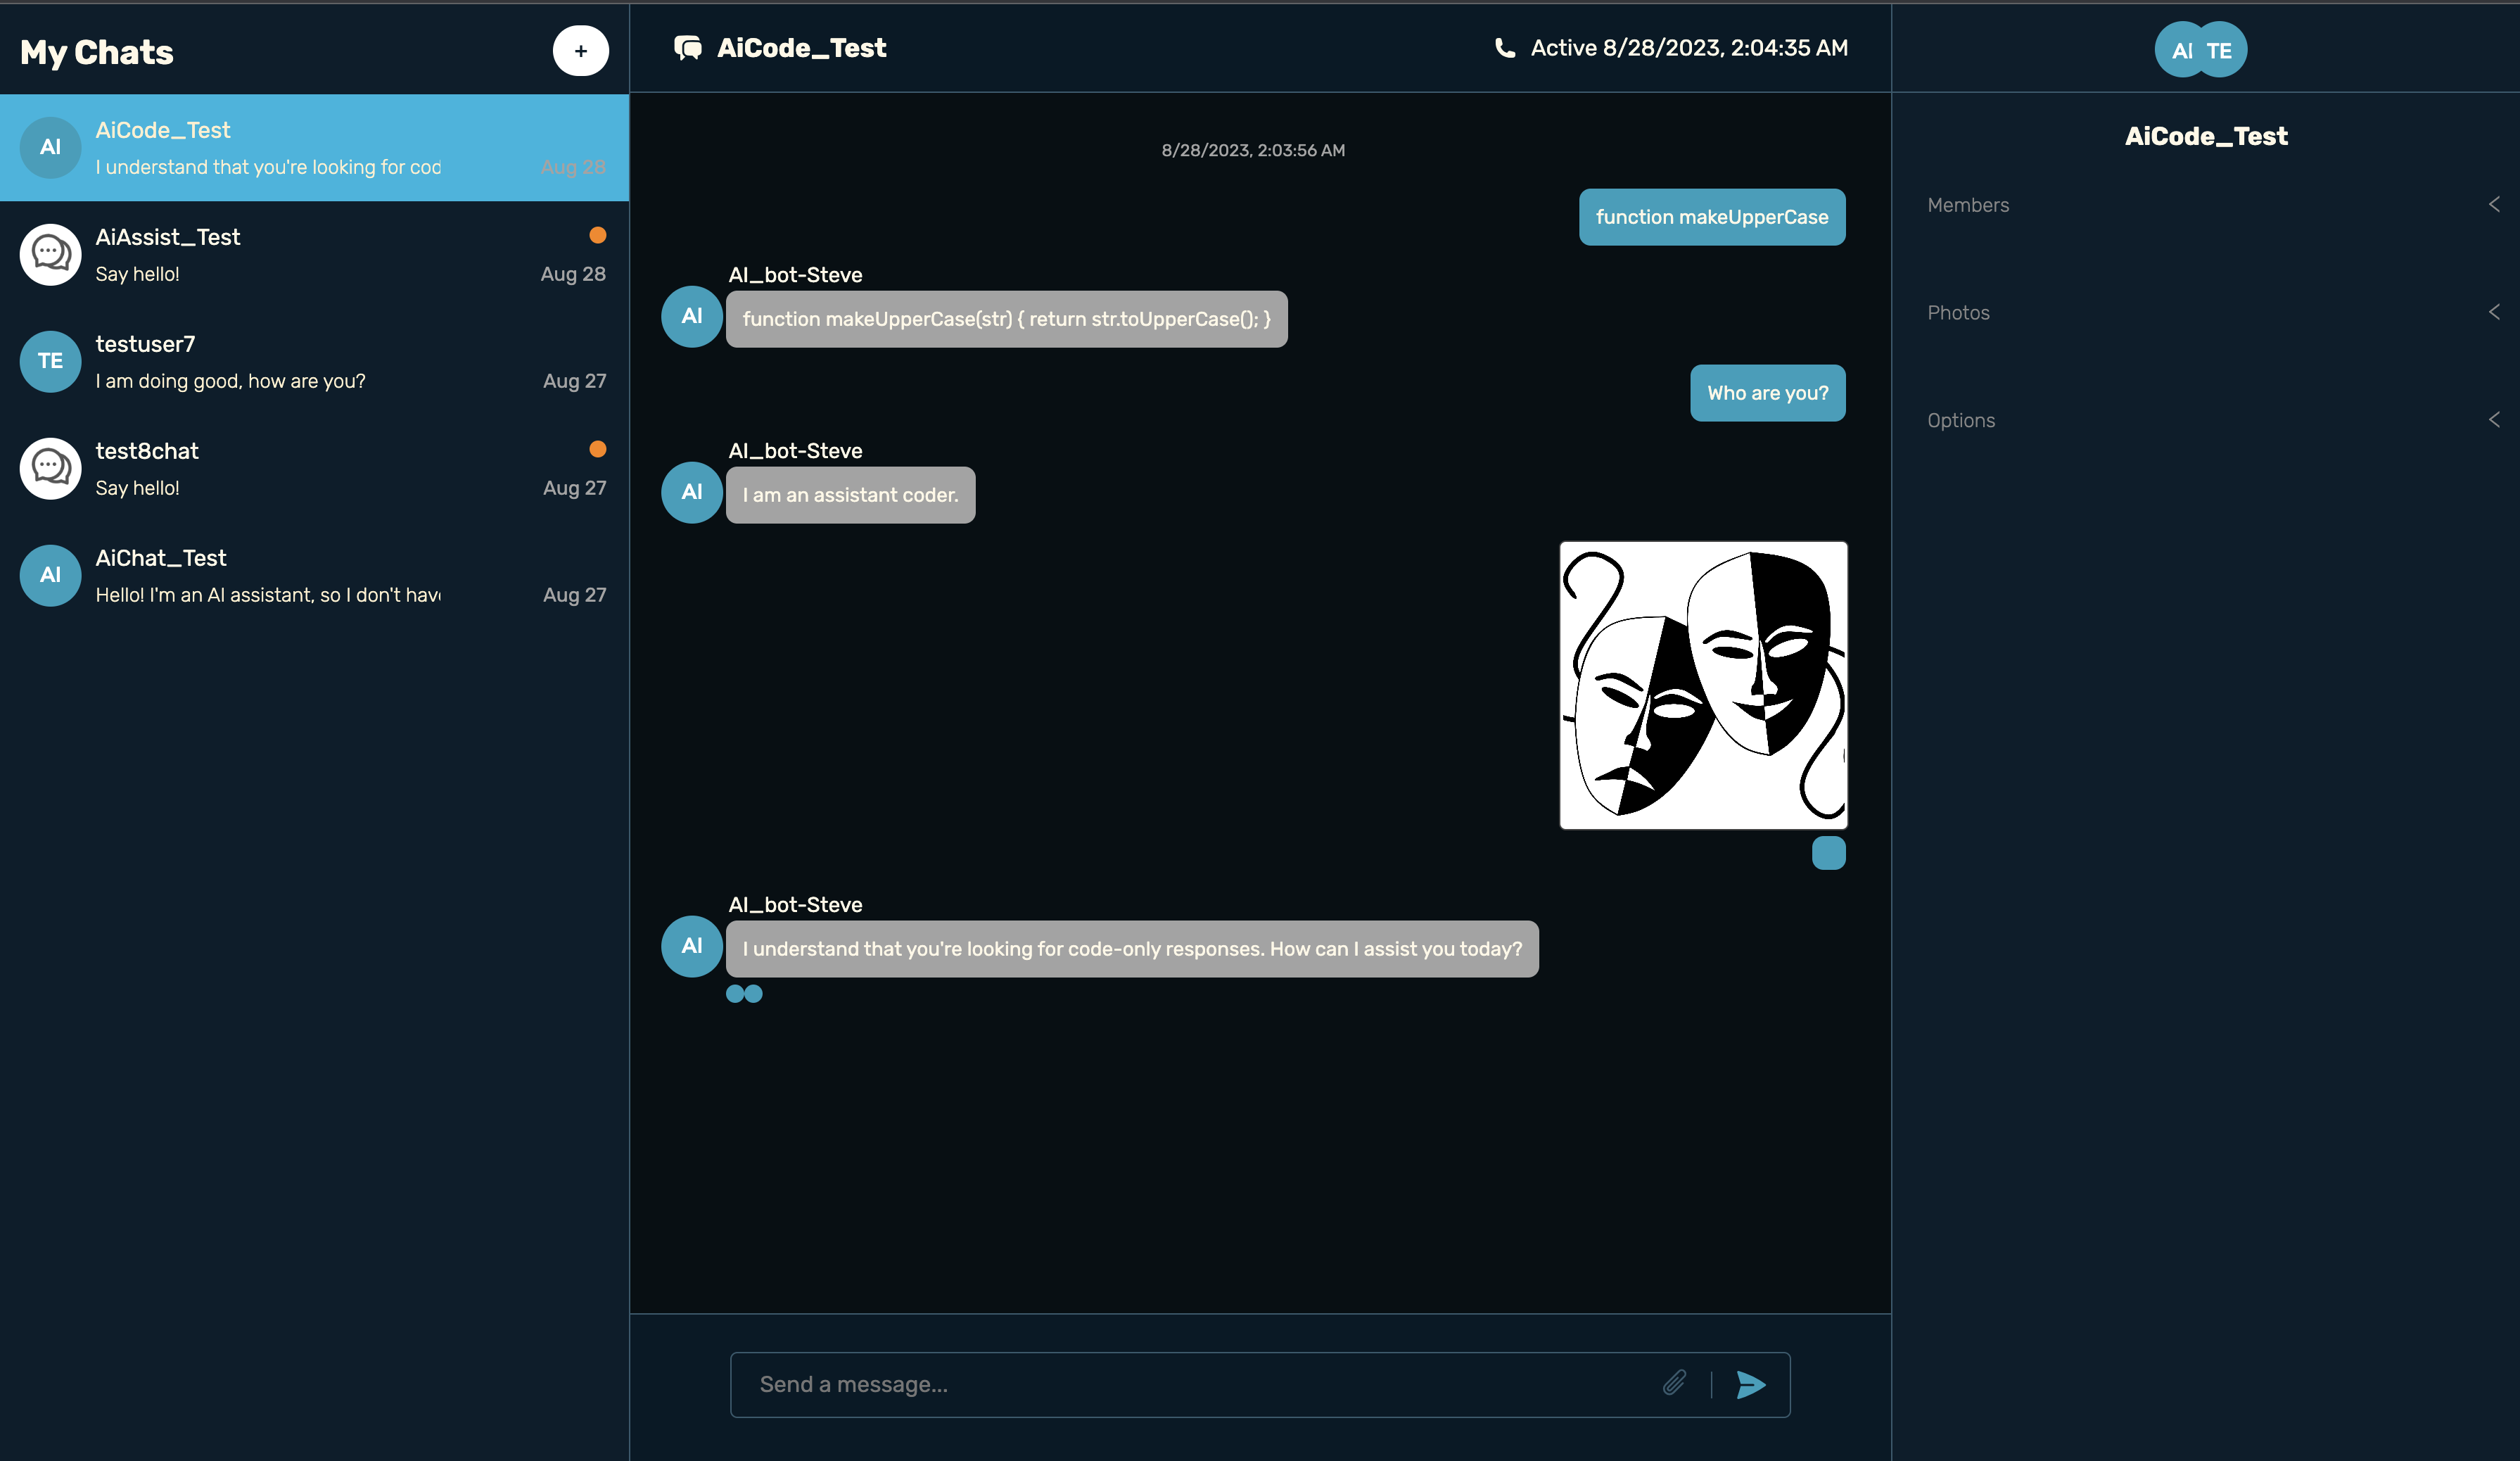 My Chats
+
AI
AiCode_Test
I understand that you're looking for cod
Aug 28
AiAssist_Test
Say hello!
Aug 28
TE
testuser7
I am doing good, how are you?
Aug 27
test8chat
Say hello!
Aug 27
AI
AiChat_Test
Hello! I'm an AI assistant, so I don't have
Aug 27
AiCode_Test
Active 8/28/2023, 2:04:35 AM
8/28/2023, 2:03:56 AM
function makeUpperCase
AI_bot-Steve
AI
function makeUpperCase(str) { return str.toUpperCase(); }
Who are you?
AI_bot-Steve
AI
I am an assistant coder.
AI_bot-Steve
AI
I understand that you're looking for code-only responses. How can I assist you today?
Send a message...
AI TE
AiCode_Test
Members
Photos
Options